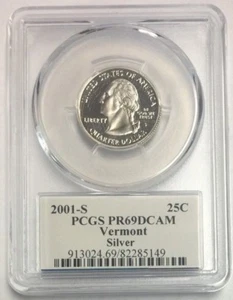 UNITED STATES OF AMERICA
LIBERTY
IN GOD WE TRUST
S
QUARTER DOLLAR
2001-S 25C
PCGS PR69DCAM
Vermont
Silver
913024.69/82285149